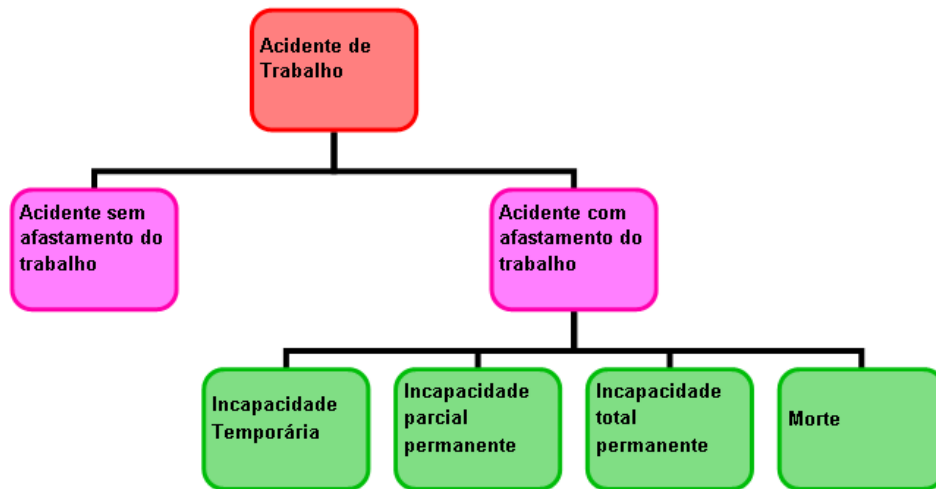 Acidente de
Trabalho
Acidente sem
afastamento do
trabalho
Acidente com
afastamento do
trabalho
Incapacidade
Temporária
Incapacidade
parcial
permanente
Incapacidade
total
permanente
Morte